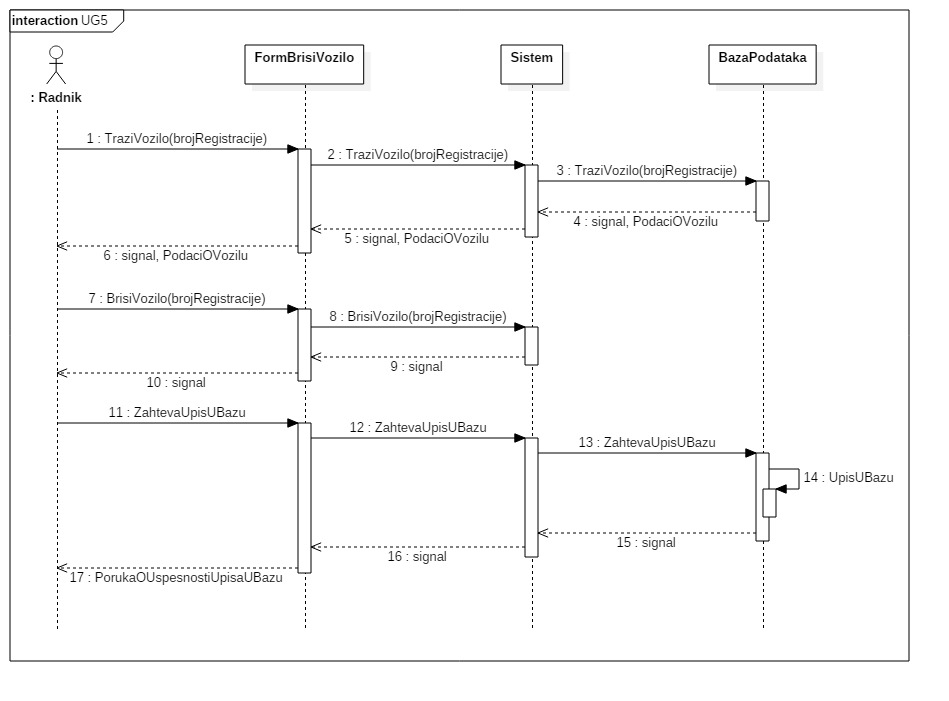 interaction UG5
FormBrisiVozilo
Sistem
BazaPodataka
: Radnik
1 : TraziVozilo(brojRegistracije)
2 : TraziVozilo(brojRegistracije)
3 : TraziVozilo(brojRegistracije)
4 : signal, PodaciOVozilu
5 : signal, PodaciOVozilu
6 : signal, PodaciOVozilu
7 : BrisiVozilo(brojRegistracije)
8 : BrisiVozilo(brojRegistracije)
9 : signal
10 : signal
11 : ZahtevaUpisUBazu
12 : ZahtevaUpisUBazu
13 : ZahtevaUpisUBazu
14 : UpisUBazu
15 : signal
16 : signal
17 : PorukaOUspesnostiUpisaUBazu